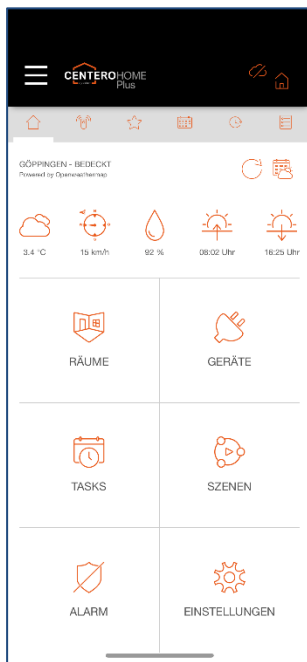 CENTEROHOME
Plus
GÖPPINGEN - BEDECKT
Powered by Openweathermap
3.4 °C
15 km/h
92 %
08:02 Uhr
16:25 Uhr
RÄUME
GERÄTE
TASKS
SZENEN
ALARM
EINSTELLUNGEN